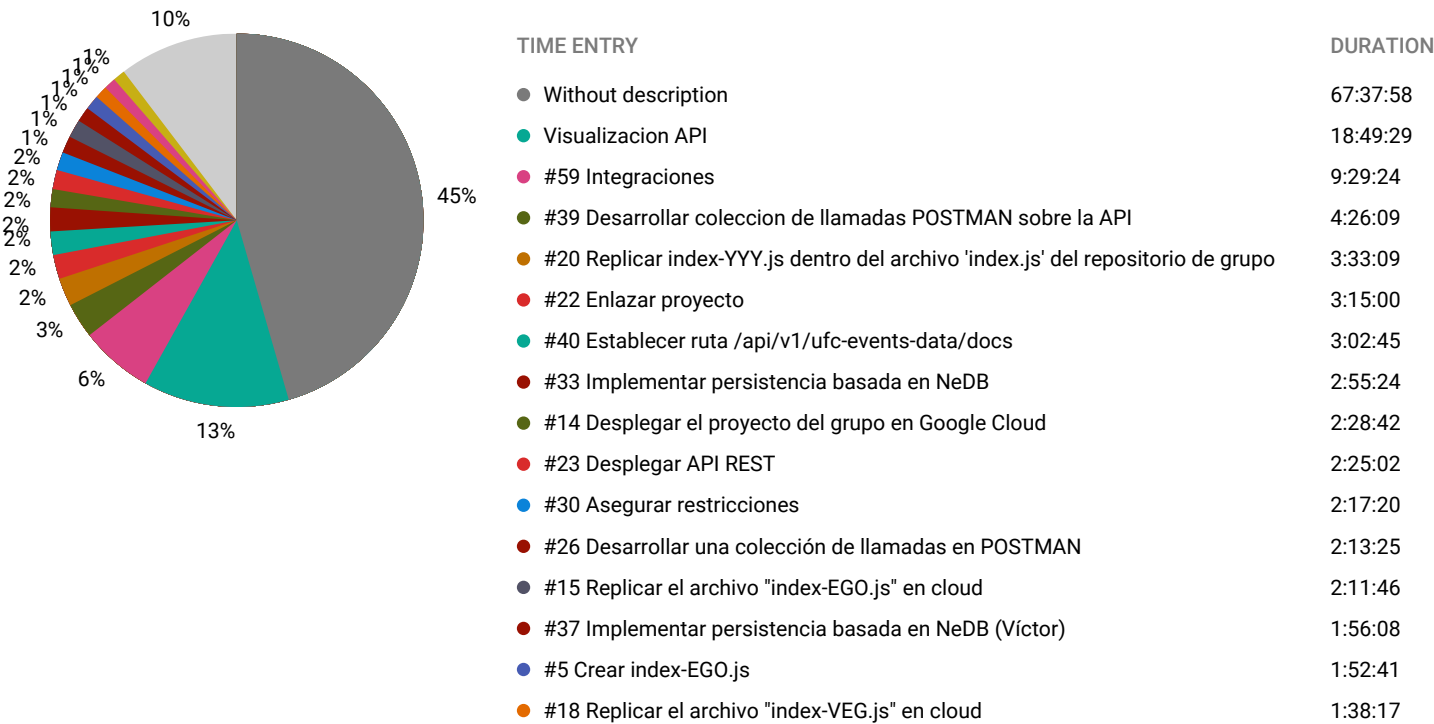 10%
1%
1%
1%
1%
1%
1%
1%
2%
2%
2%
2%
2%
2%
2%
3%
6%
13%
45%
TIME ENTRY DURATION
Without description 67:37:58
Visualizacion API 18:49:29
#59 Integraciones 9:29:24
#39 Desarrollar coleccion de llamadas POSTMAN sobre la API 4:26:09
#20 Replicar index-YYY.js dentro del archivo 'index.js' del repositorio de grupo 3:33:09
#22 Enlazar proyecto 3:15:00
#40 Establecer ruta /api/v1/ufc-events-data/docs 3:02:45
#33 Implementar persistencia basada en NeDB 2:55:24
#14 Desplegar el proyecto del grupo en Google Cloud 2:28:42
#23 Desplegar API REST 2:25:02
#30 Asegurar restricciones 2:17:20
#26 Desarrollar una colección de llamadas en POSTMAN 2:13:25
#15 Replicar el archivo "index-EGO.js" en cloud 2:11:46
#37 Implementar persistencia basada en NeDB (Víctor) 1:56:08
#5 Crear index-EGO.js 1:52:41
#18 Replicar el archivo "index-VEG.js" en cloud 1:38:17